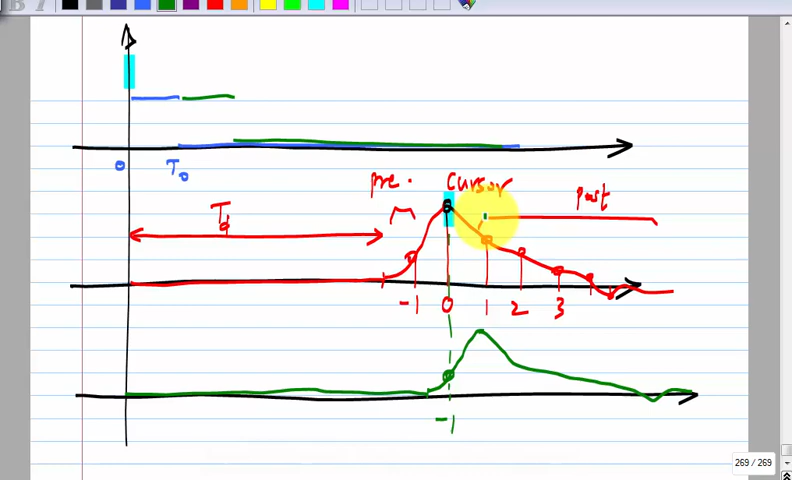 B I
0 T0
pre. cursor post
Td
-1 0 1 2 3
-1
269 / 269